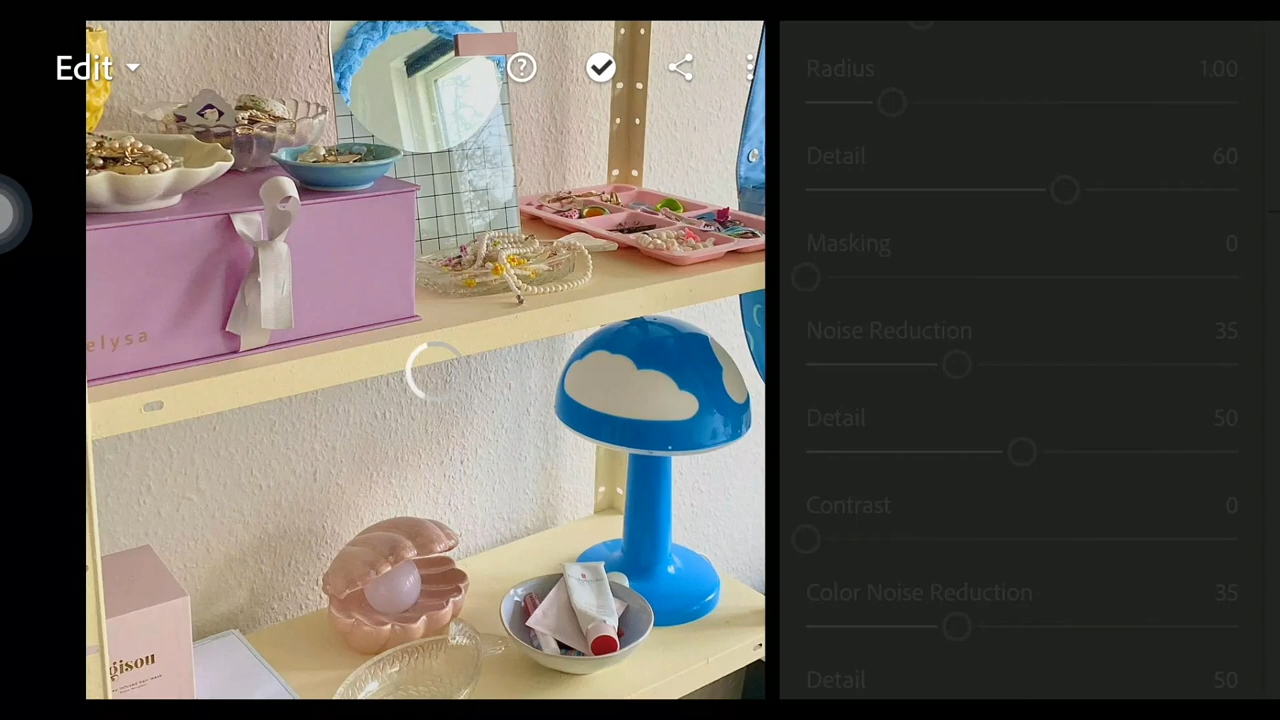 Edit
Radius 1.00
Detail 60
Masking 0
Noise Reduction 35
Detail 50
Contrast 0
Color Noise Reduction 35
Detail 50
elysa
gisou